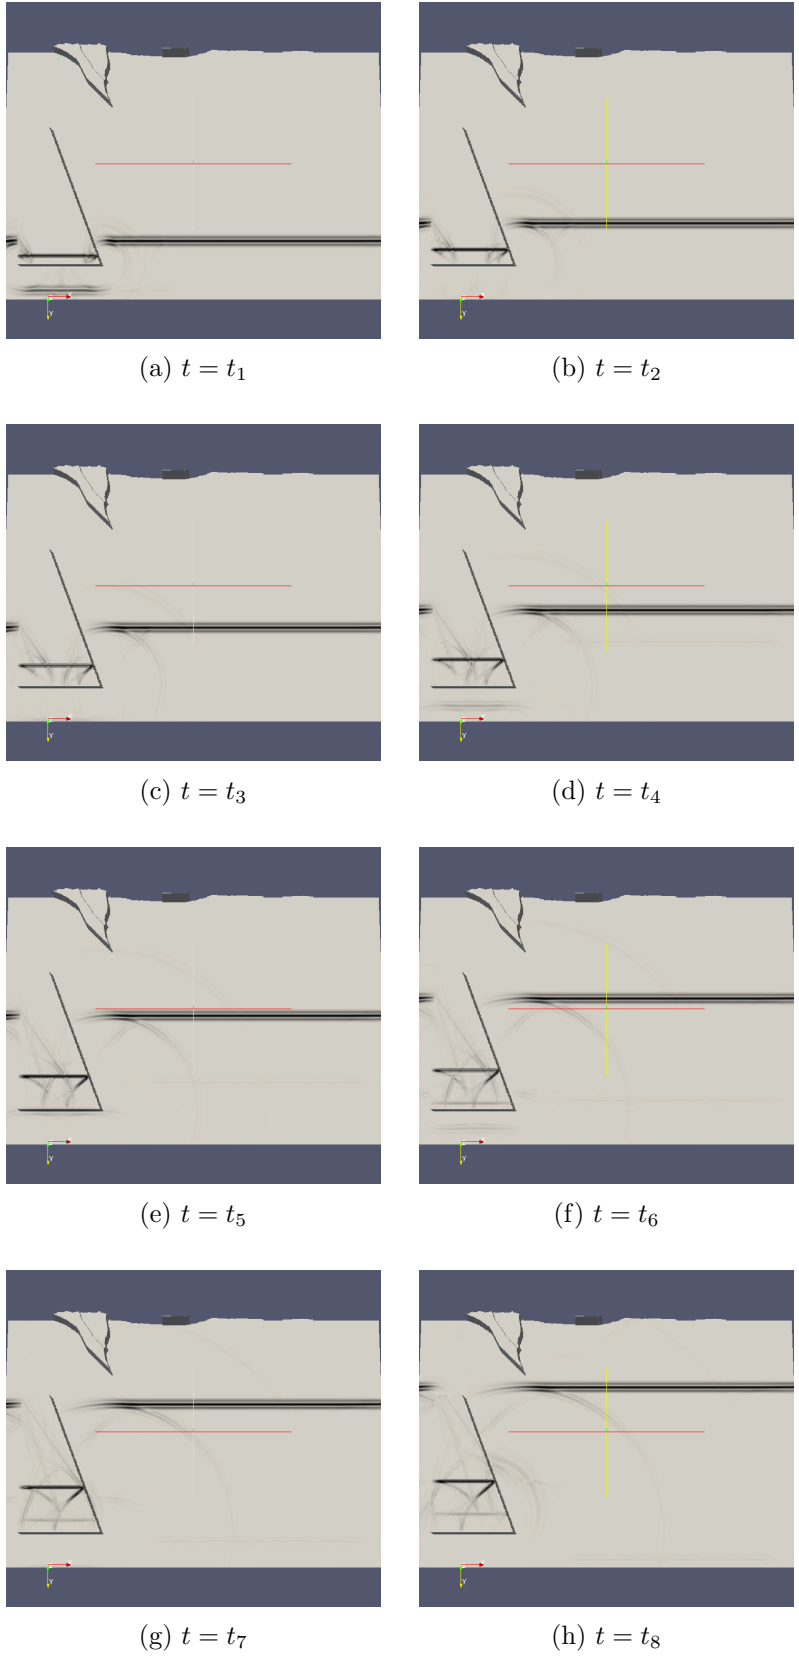 (a) t = t₁
(b) t = t₂
Y
(c) t = t₃
(d) t = t₄
Y
Y
(e) t = t₅
(f) t = t₆
Y
Y
(g) t = t₇
(h) t = t₈
Y
Y